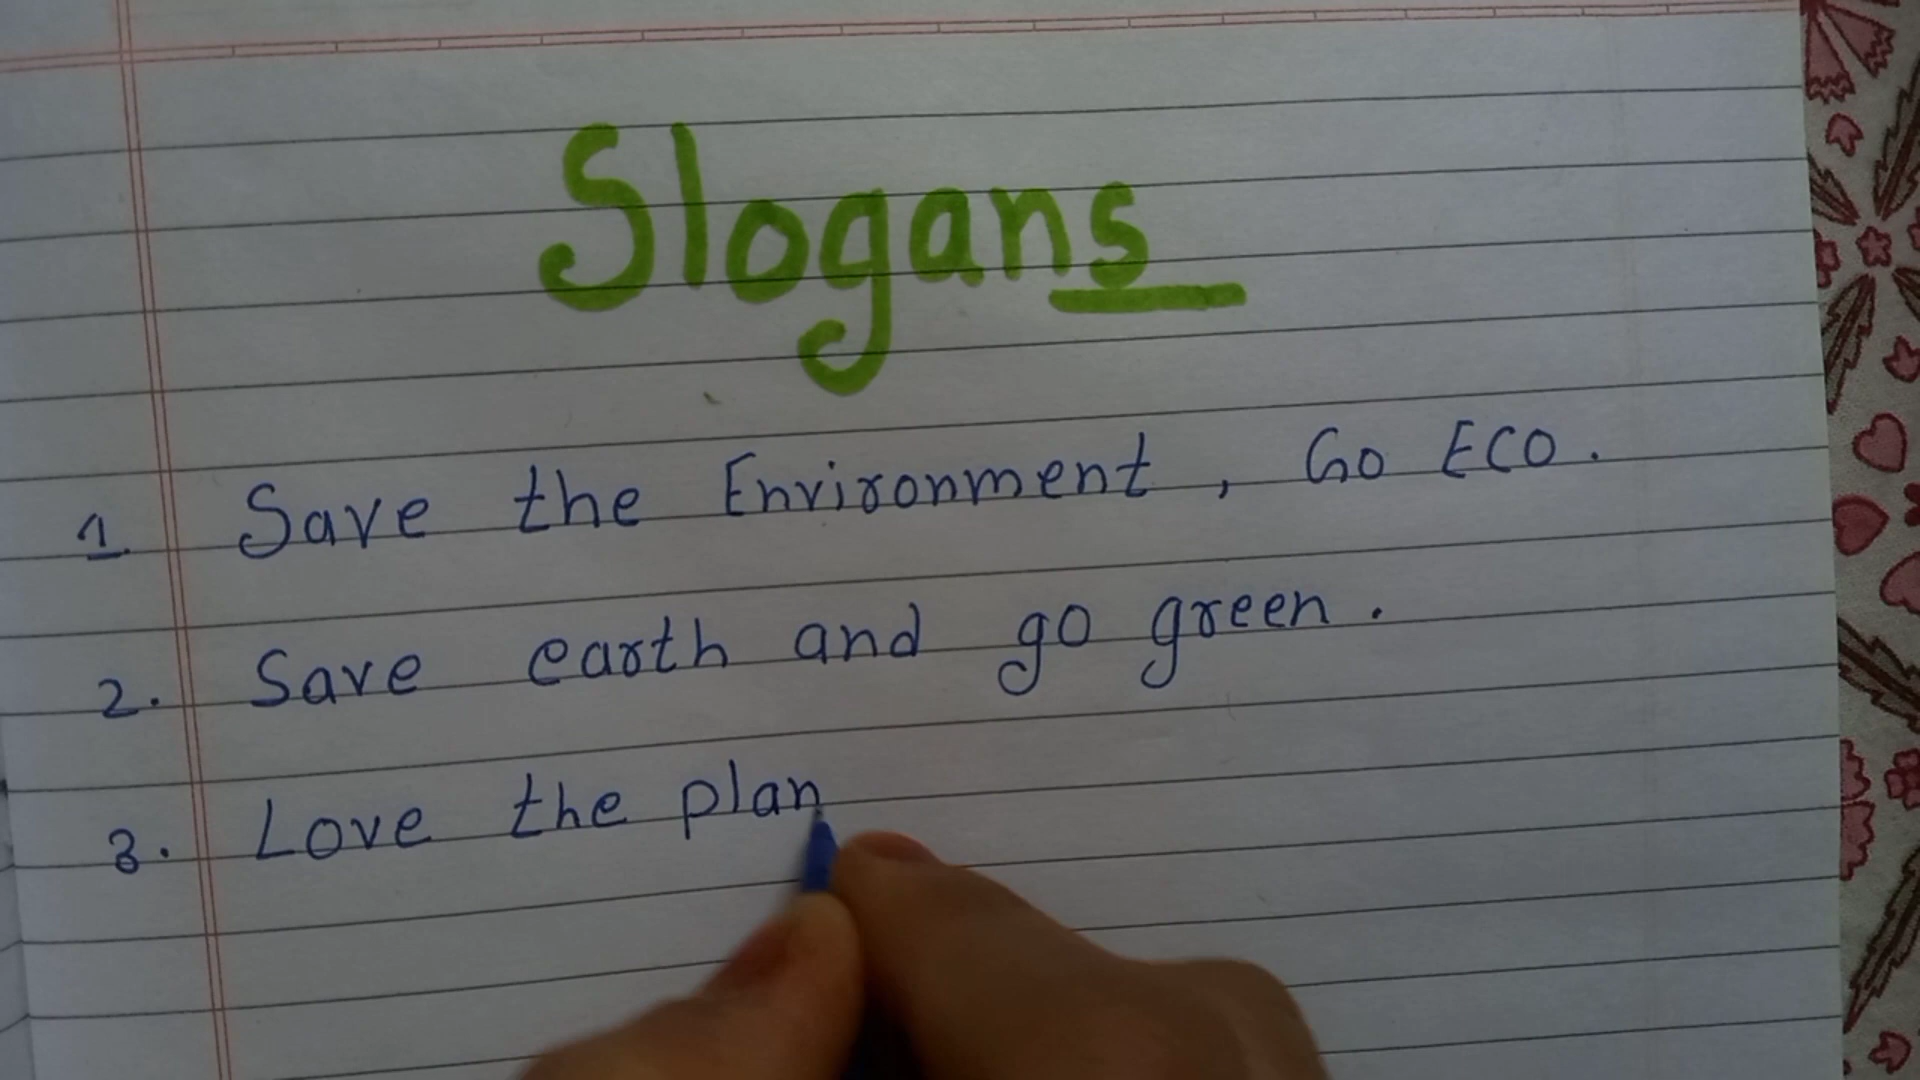 Slogans
1. Save the Environment, Go ECO.
2. Save earth and go green.
3. Love the plan